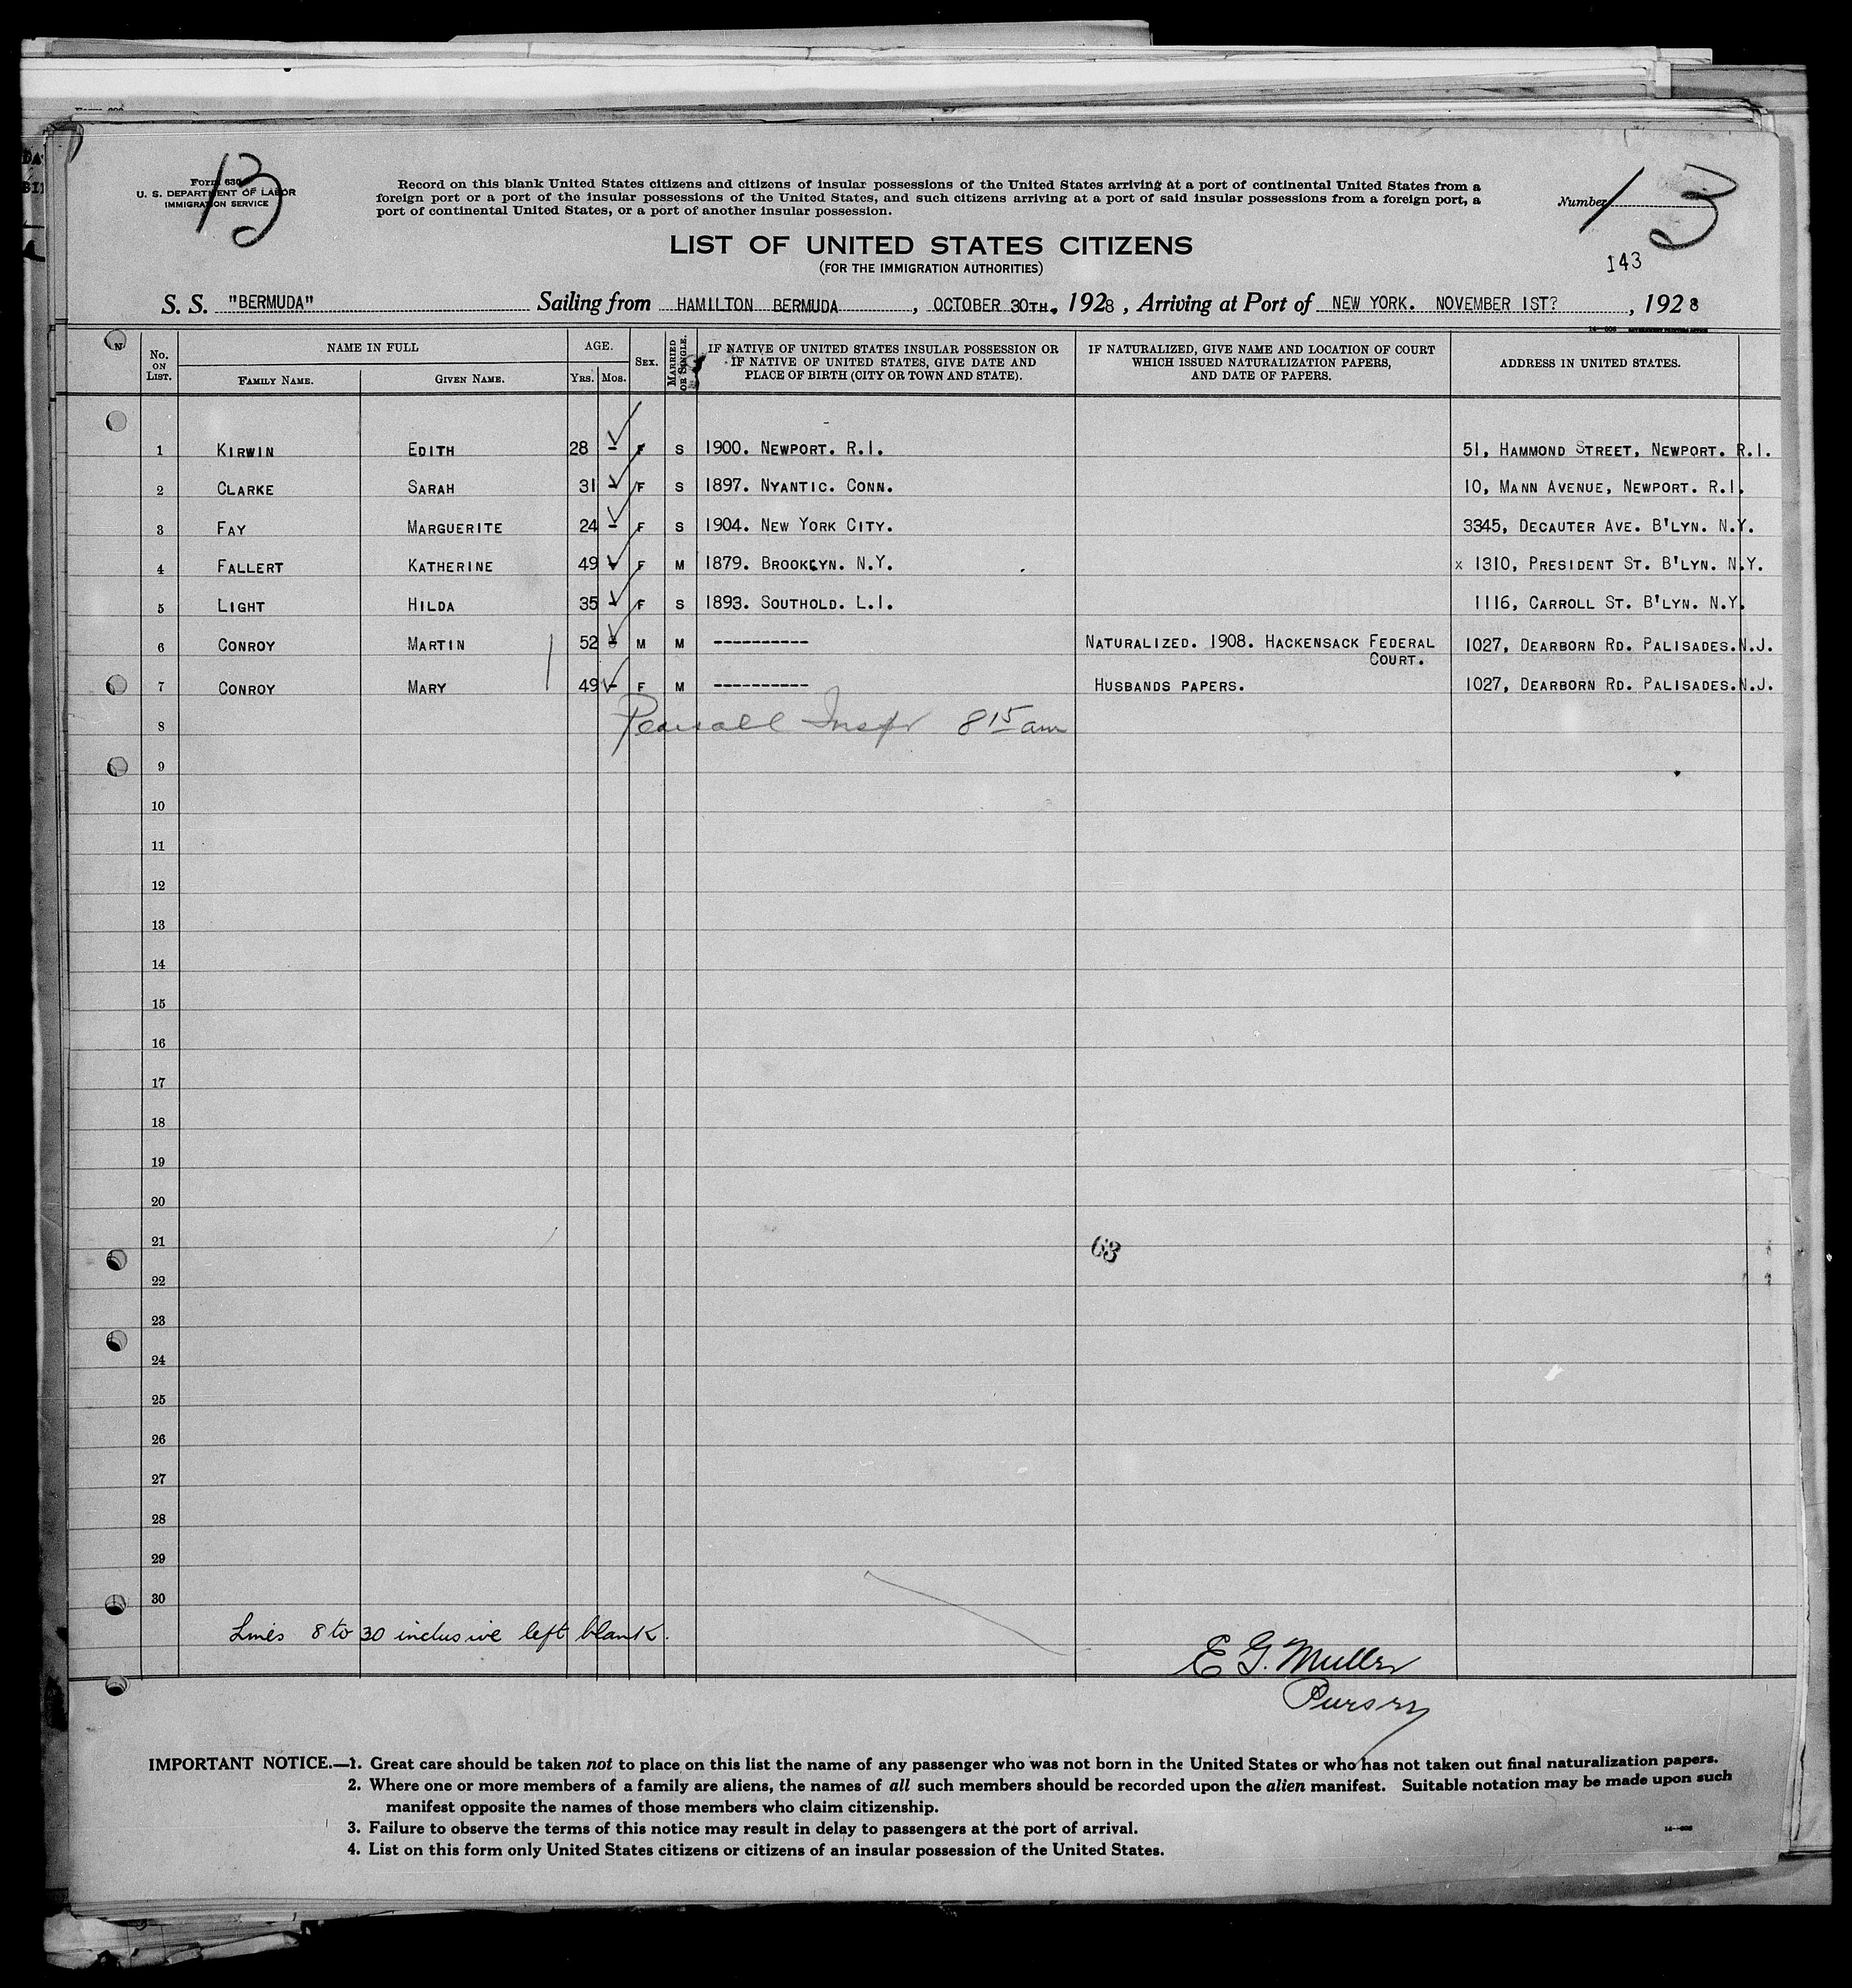 13
Form 630
U. S. DEPARTMENT OF LABOR
IMMIGRATION SERVICE
Record on this blank United States citizens and citizens of insular possessions of the United States arriving at a port of continental United States from a
foreign port or a port of the insular possessions of the United States, and such citizens arriving at a port of said insular possessions from a foreign port, a
port of continental United States, or a port of another insular possession.
Number 13
LIST OF UNITED STATES CITIZENS
(FOR THE IMMIGRATION AUTHORITIES)
143
S. S. "BERMUDA" Sailing from HAMILTON BERMUDA, OCTOBER 30TH, 1928, Arriving at Port of NEW YORK. NOVEMBER 1ST?, 1928
No. ON LIST. NAME IN FULL FAMILY NAME. GIVEN NAME. AGE. YRS. MOS. SEX. MARRIED OR SINGLE. IF NATIVE OF UNITED STATES INSULAR POSSESSION OR IF NATIVE OF UNITED STATES, GIVE DATE AND PLACE OF BIRTH (CITY OR TOWN AND STATE). IF NATURALIZED, GIVE NAME AND LOCATION OF COURT WHICH ISSUED NATURALIZATION PAPERS, AND DATE OF PAPERS. ADDRESS IN UNITED STATES.
1 KIRWIN EDITH 28 - F S 1900. NEWPORT. R.I. 51, HAMMOND STREET, NEWPORT. R.I.
2 CLARKE SARAH 31 - F S 1897. NYANTIC. CONN. 10, MANN AVENUE, NEWPORT. R.I.
3 FAY MARGUERITE 24 - F S 1904. NEW YORK CITY. 3345, DECAUTER AVE. B'LYN. N.Y.
4 FALLERT KATHERINE 49 - F M 1879. BROOKLYN. N.Y. x 1310, PRESIDENT ST. B'LYN. N.Y.
5 LIGHT HILDA 35 - F S 1893. SOUTHOLD. L.I. 1116, CARROLL ST. B'LYN. N.Y.
6 CONROY MARTIN 52 - M M ---------- NATURALIZED. 1908. HACKENSACK FEDERAL COURT. 1027, DEARBORN RD. PALISADES. N.J.
7 CONROY MARY 49 - F M ---------- HUSBANDS PAPERS. 1027, DEARBORN RD. PALISADES. N.J.
8 Pearsall Inspr 8 15 am
9
10
11
12
13
14
15
16
17
18
19
20
21 63
22
23
24
25
26
27
28
29
30
Lines 8 to 30 inclusive left blank.
E G. Muller
Purser
IMPORTANT NOTICE.—1. Great care should be taken not to place on this list the name of any passenger who was not born in the United States or who has not taken out final naturalization papers.
2. Where one or more members of a family are aliens, the names of all such members should be recorded upon the alien manifest. Suitable notation may be made upon such
manifest opposite the names of those members who claim citizenship.
3. Failure to observe the terms of this notice may result in delay to passengers at the port of arrival.
4. List on this form only United States citizens or citizens of an insular possession of the United States.